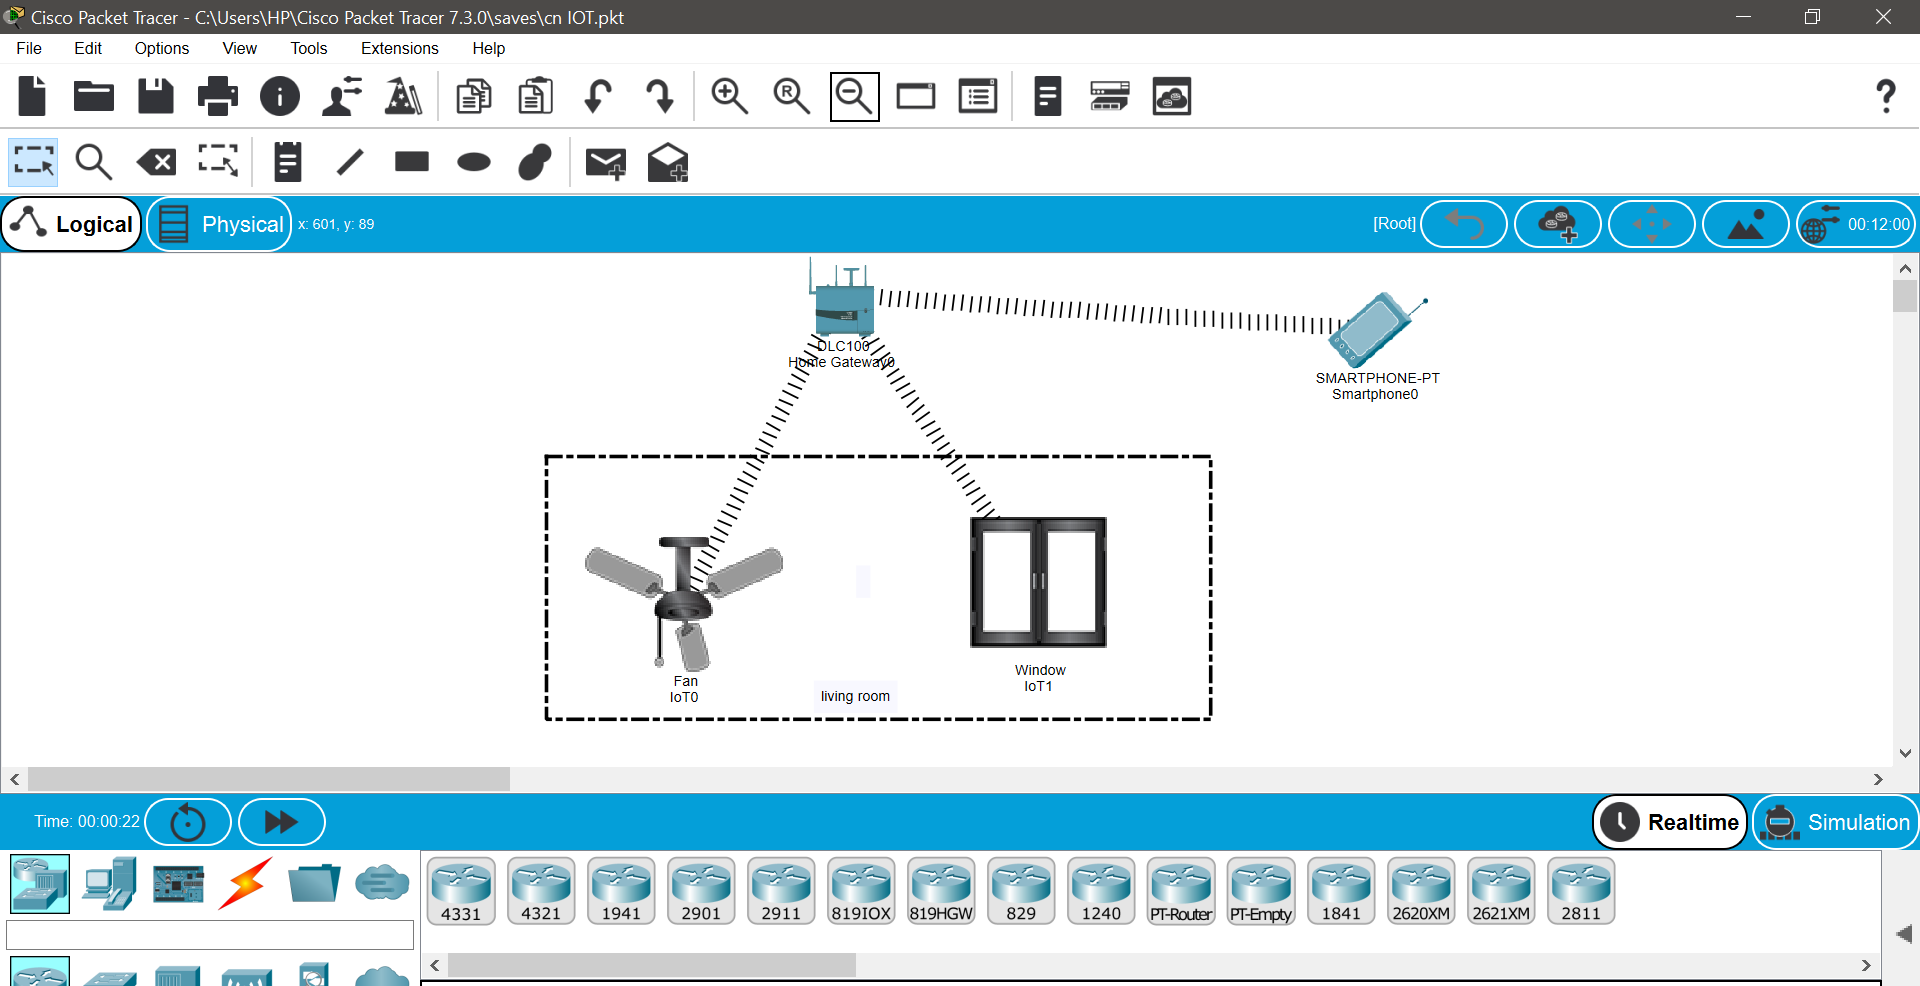 Cisco Packet Tracer - C:\Users\HP\Cisco Packet Tracer 7.3.0\saves\cn IOT.pkt
File Edit Options View Tools Extensions Help
R
?
Logical Physical x: 601, y: 89 [Root] 00:12:00
DLC100
Home Gateway0
SMARTPHONE-PT
Smartphone0
Fan
IoT0
living room
Window
IoT1
Time: 00:00:22 Realtime Simulation
4331 4321 1941 2901 2911 819IOX 819HGW 829 1240 PT-Router PT-Empty 1841 2620XM 2621XM 2811